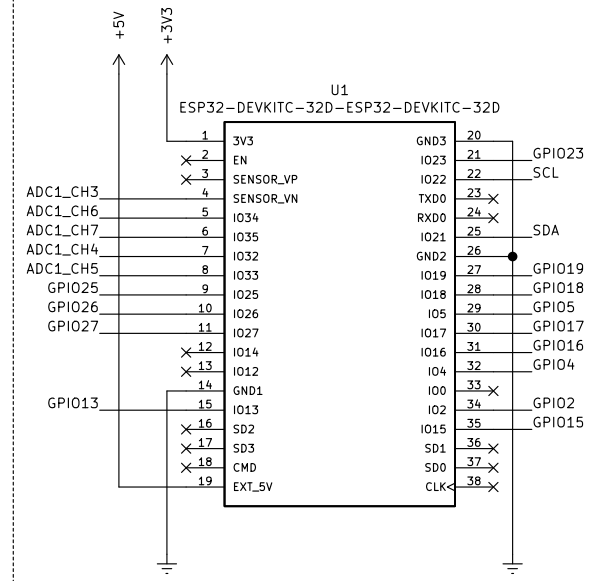 +5V
+3V3
U1
ESP32-DEVKITC-32D-ESP32-DEVKITC-32D
1 3V3 GND3 20
2 EN IO23 21 GPIO23
3 SENSOR_VP IO22 22 SCL
ADC1_CH3 4 SENSOR_VN TXD0 23
ADC1_CH6 5 IO34 RXD0 24
ADC1_CH7 6 IO35 IO21 25 SDA
ADC1_CH4 7 IO32 GND2 26
ADC1_CH5 8 IO33 IO19 27 GPIO19
GPIO25 9 IO25 IO18 28 GPIO18
GPIO26 10 IO26 IO5 29 GPIO5
GPIO27 11 IO27 IO17 30 GPIO17
12 IO14 IO16 31 GPIO16
13 IO12 IO4 32 GPIO4
14 GND1 IO0 33
GPIO13 15 IO13 IO2 34 GPIO2
16 SD2 IO15 35 GPIO15
17 SD3 SD1 36
18 CMD SD0 37
19 EXT_5V CLK 38